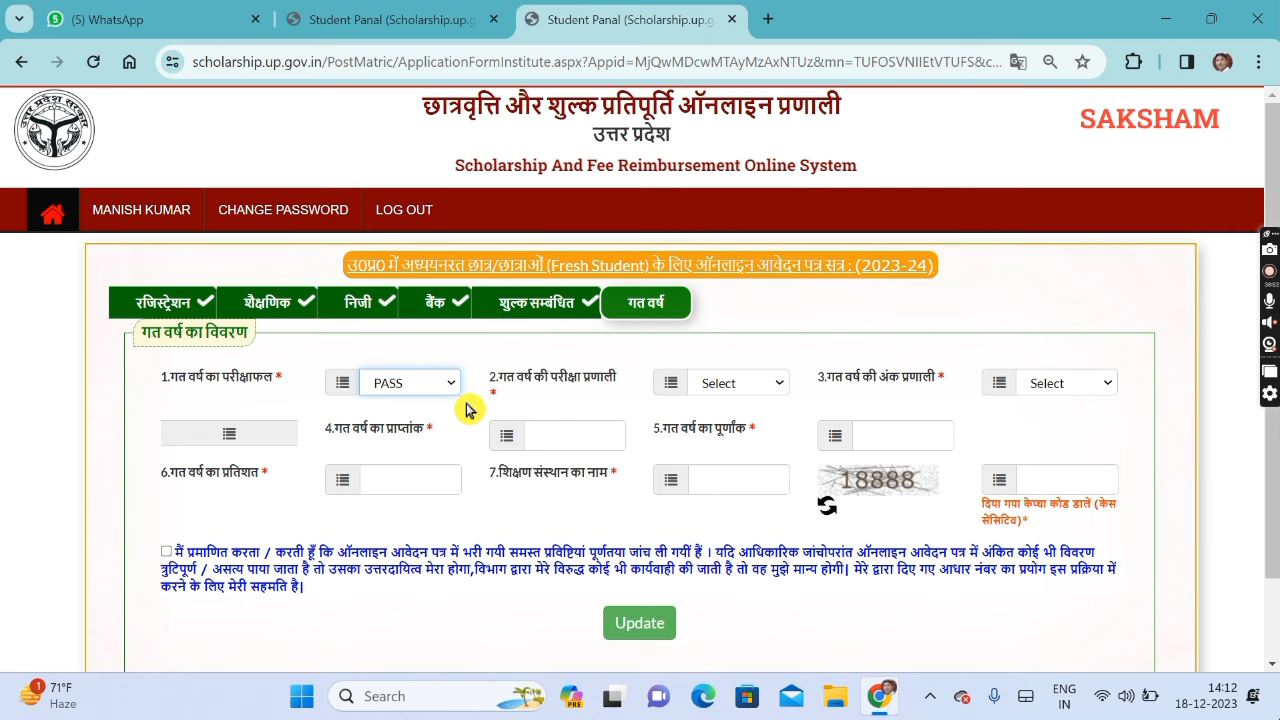 (5) WhatsApp
Student Panal (Scholarship.up.g
Student Panal (Scholarship.up.g
scholarship.up.gov.in/PostMatric/ApplicationFormInstitute.aspx?Appid=MjQwMDcwMTAyMzAxNTUz&mn=TUFOSVNIIEtVTUFS&c...
छात्रवृत्ति और शुल्क प्रतिपूर्ति ऑनलाइन प्रणाली
उत्तर प्रदेश
Scholarship And Fee Reimbursement Online System
SAKSHAM
MANISH KUMAR CHANGE PASSWORD LOG OUT
उ0प्र0 में अध्ययनरत छात्र/छात्राओं (Fresh Student) के लिए ऑनलाइन आवेदन पत्र सत्र : (2023-24)
रजिस्ट्रेशन शैक्षणिक निजी बैंक शुल्क सम्बंधित गत वर्ष
गत वर्ष का विवरण
1.गत वर्ष का परीक्षाफल * PASS 2.गत वर्ष की परीक्षा प्रणाली * Select 3.गत वर्ष की अंक प्रणाली * Select
4.गत वर्ष का प्राप्तांक * 5.गत वर्ष का पूर्णांक *
6.गत वर्ष का प्रतिशत * 7.शिक्षण संस्थान का नाम * 18888
दिया गया कैप्चा कोड डालें (केस
सेंसिटिव)*
मैं प्रमाणित करता / करती हूँ कि ऑनलाइन आवेदन पत्र में भरी गयी समस्त प्रविष्टियां पूर्णतया जांच ली गयीं हैं । यदि आधिकारिक जांचोपरांत ऑनलाइन आवेदन पत्र में अंकित कोई भी विवरण
त्रुटिपूर्ण / असत्य पाया जाता है तो उसका उत्तरदायित्व मेरा होगा,विभाग द्वारा मेरे विरुद्ध कोई भी कार्यवाही की जाती है तो वह मुझे मान्य होगी| मेरे द्वारा दिए गए आधार नंबर का प्रयोग इस प्रक्रिया में
करने के लिए मेरी सहमति है|
Update
71°F
Haze
Search
PRE
ENG
IN
14:12
18-12-2023